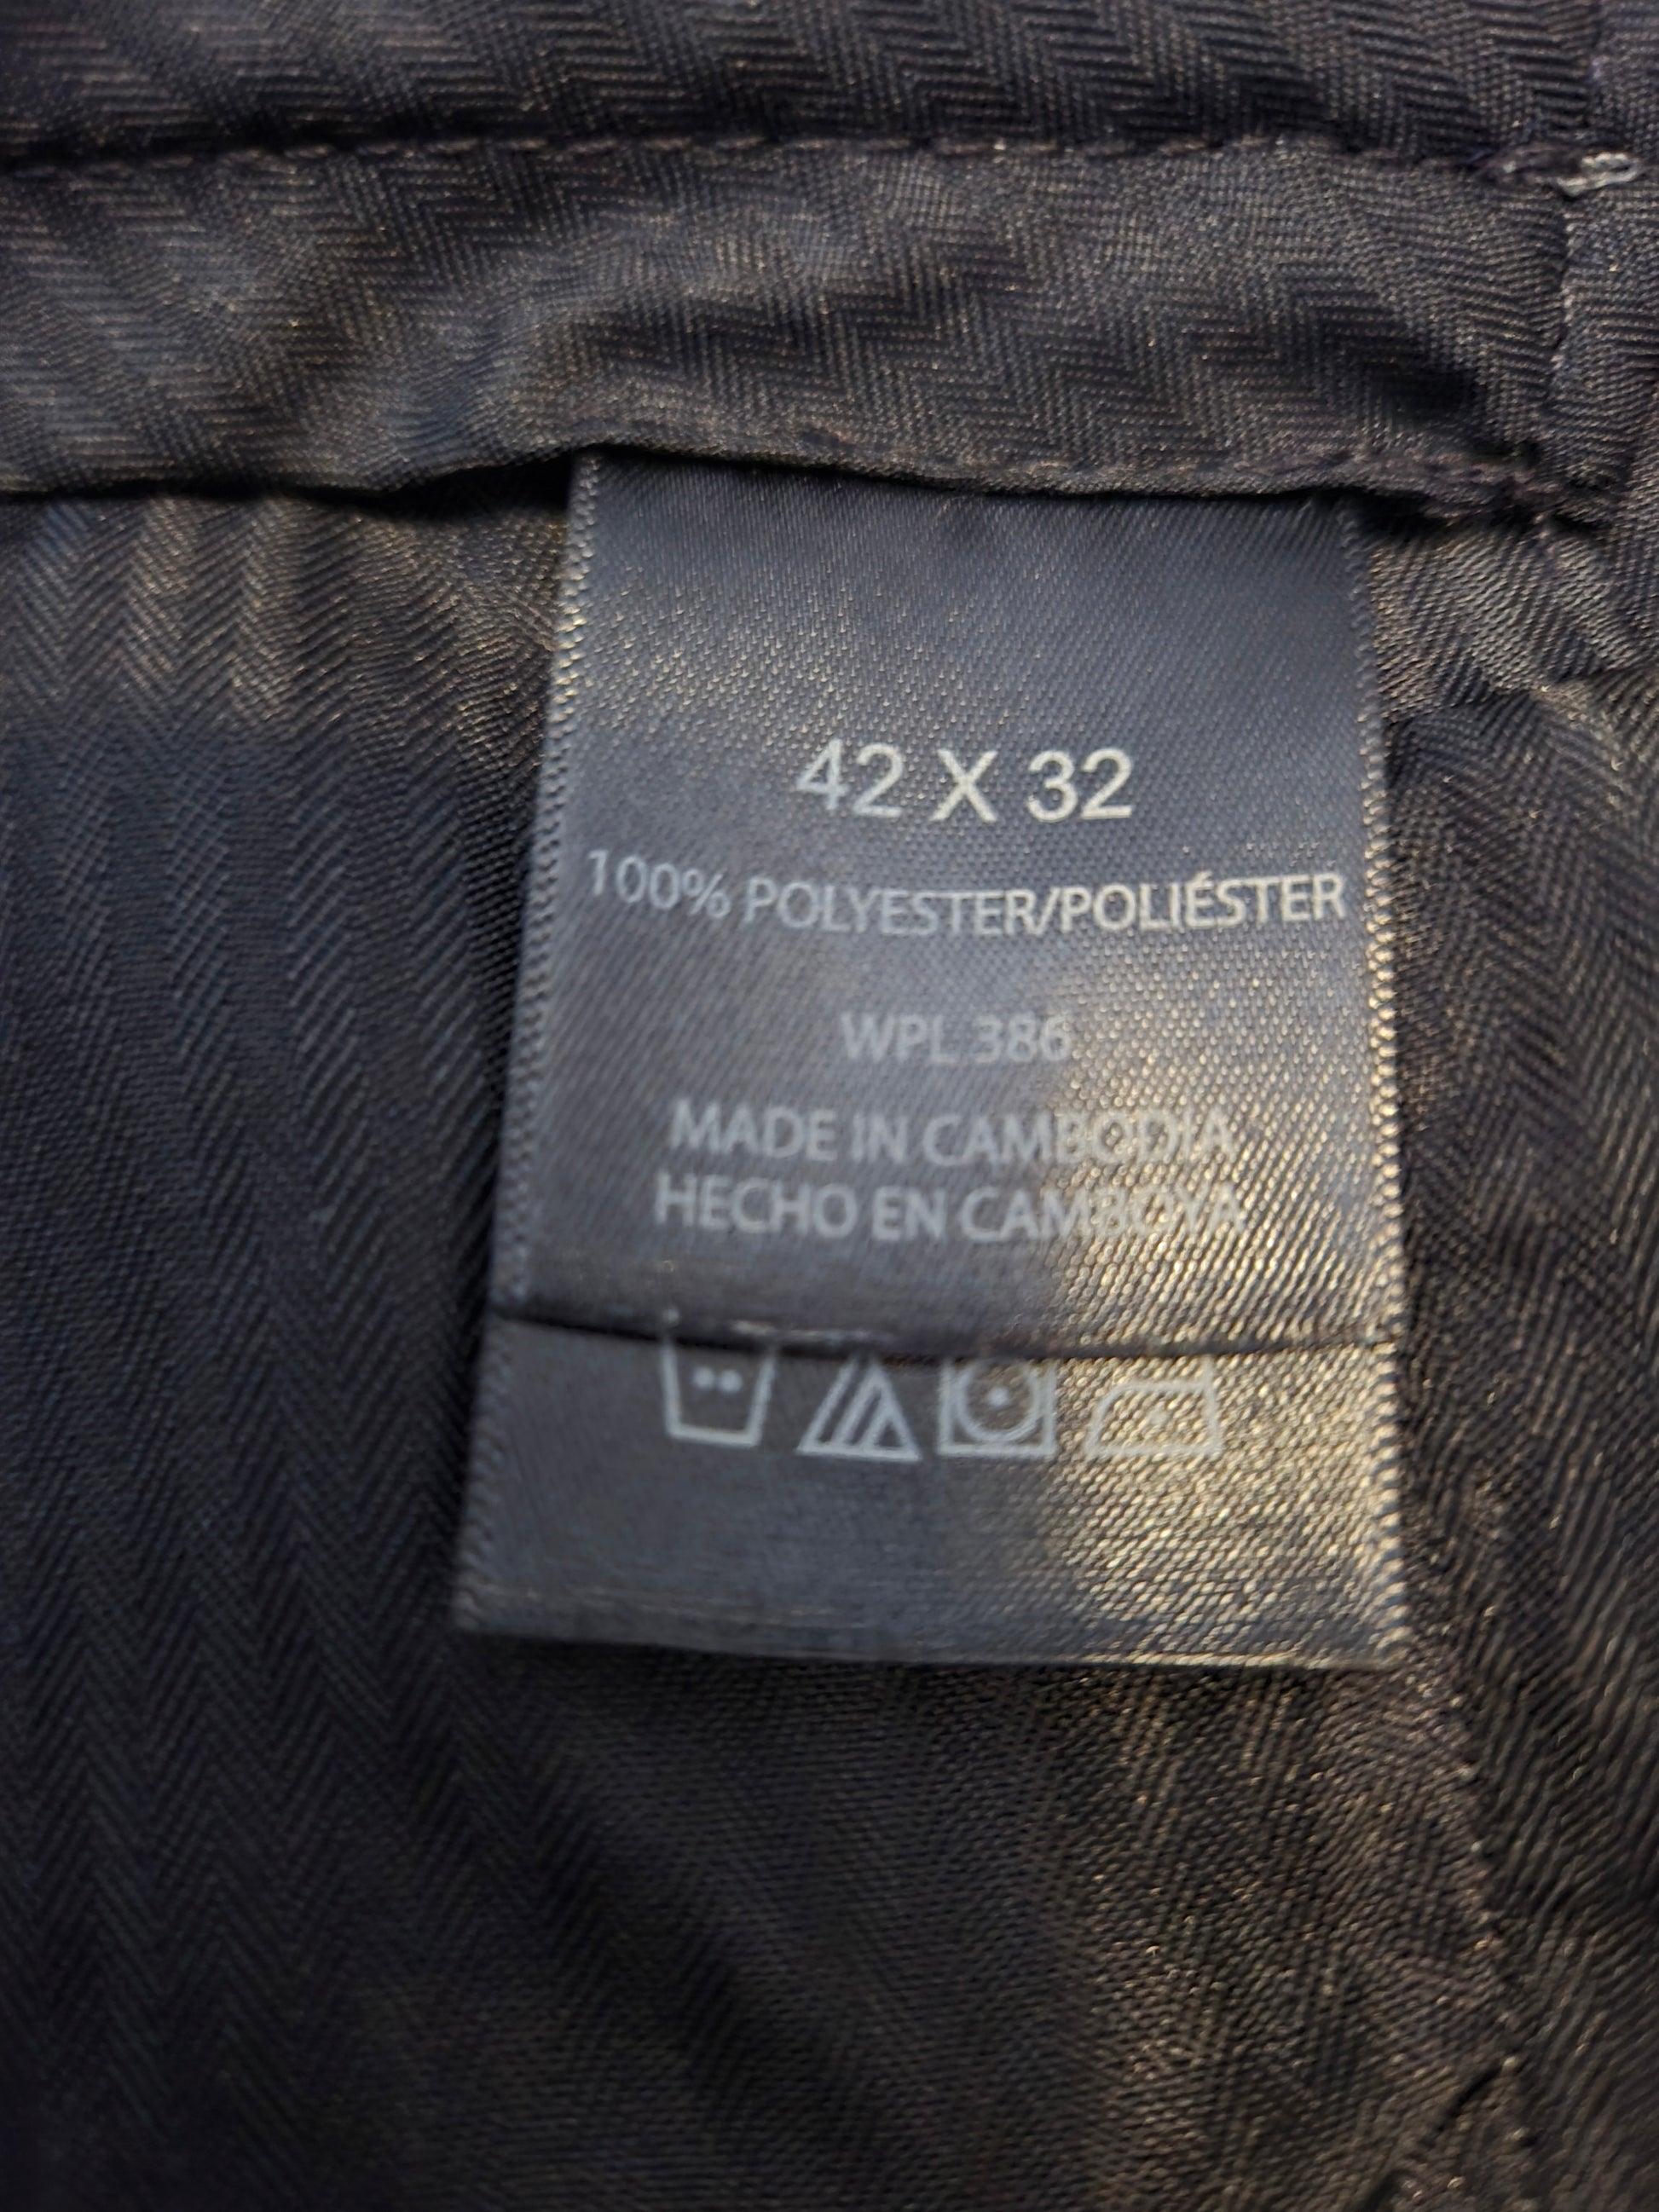 42 X 32
100% POLYESTER/POLIÉSTER
WPL 386
MADE IN CAMBODIA
HECHO EN CAMBOYA